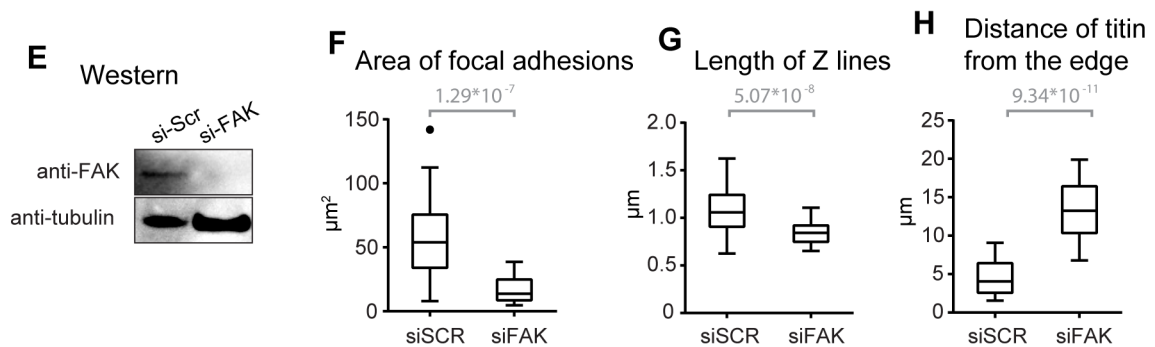 E
Western
si-Scr si-FAK
anti-FAK
anti-tubulin
F
Area of focal adhesions
1.29*10⁻⁷
150
100
50
0
µm²
siSCR siFAK
G
Length of Z lines
5.07*10⁻⁸
2.0
1.5
1.0
0.5
0
µm
siSCR siFAK
H
Distance of titin
from the edge
9.34*10⁻¹¹
25
20
15
10
5
0
µm
siSCR siFAK